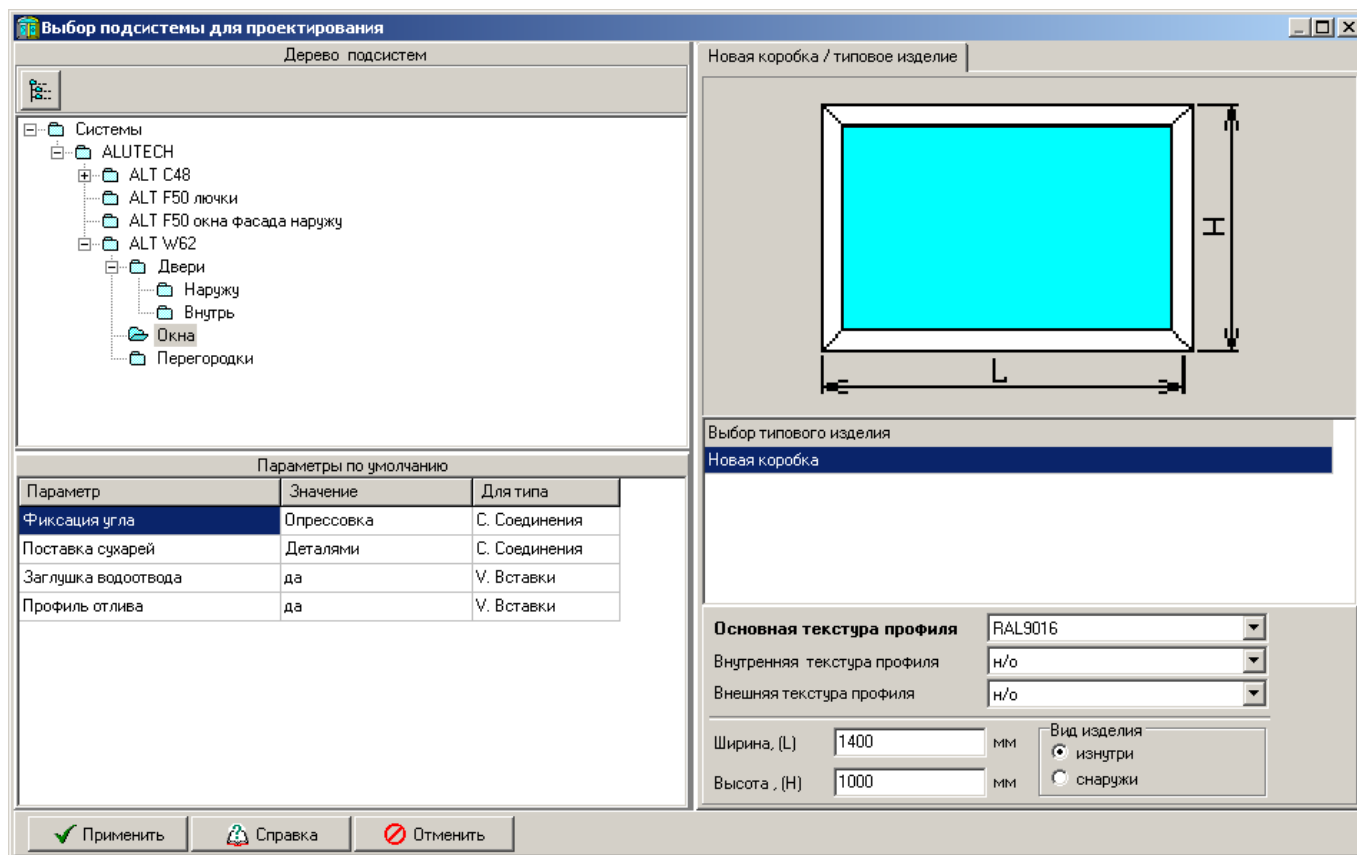 Выбор подсистемы для проектирования
Дерево подсистем
Системы
ALUTECH
ALT C48
ALT F50 лючки
ALT F50 окна фасада наружу
ALT W62
Двери
Наружу
Внутрь
Окна
Перегородки
Параметры по умолчанию
Параметр Значение Для типа
Фиксация угла Опрессовка С. Соединения
Поставка сухарей Деталями С. Соединения
Заглушка водоотвода да V. Вставки
Профиль отлива да V. Вставки
Новая коробка / типовое изделие
H
L
Выбор типового изделия
Новая коробка
Основная текстура профиля RAL9016
Внутренняя текстура профиля н/о
Внешняя текстура профиля н/о
Ширина, (L) 1400 мм
Высота , (H) 1000 мм
Вид изделия
изнутри
снаружи
Применить Справка Отменить